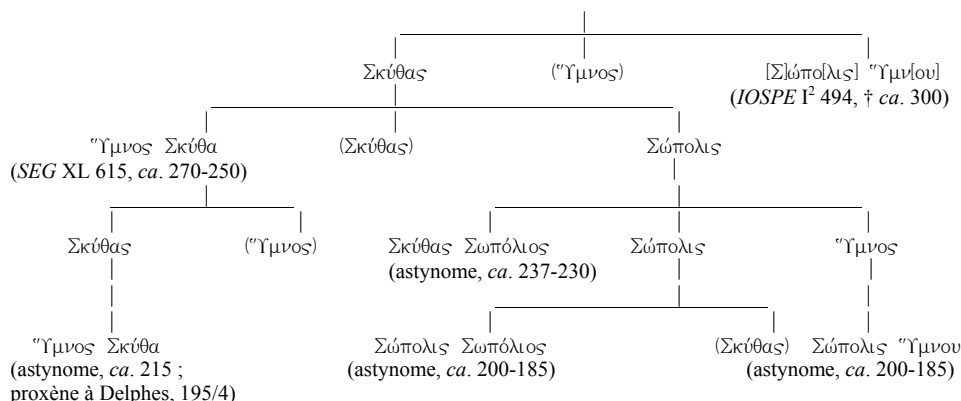 Σκύθας (Ὕμνος) [Σ]ώπο[λις] Ὕμν[ου]
(IOSPE I² 494, † ca. 300)
Ὕμνος Σκύθα (Σκύθας) Σώπολις
(SEG XL 615, ca. 270-250)
Σκύθας (Ὕμνος) Σκύθας Σωπόλιος Σώπολις Ὕμνος
(astynome, ca. 237-230)
Ὕμνος Σκύθα Σώπολις Σωπόλιος (Σκύθας) Σώπολις Ὕμνου
(astynome, ca. 215 ; (astynome, ca. 200-185) (astynome, ca. 200-185)
proxène à Delphes, 195/4)